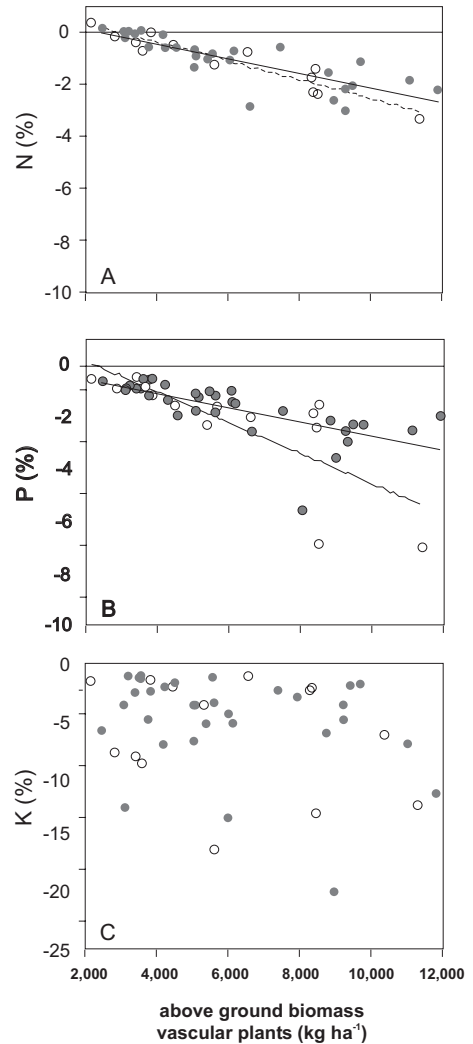 0
-2
-4
-6
-8
-10
N (%)
A
0
-2
-4
-6
-8
-10
P (%)
B
0
-5
-10
-15
-20
-25
K (%)
C
2,000 4,000 6,000 8,000 10,000 12,000
above ground biomass
vascular plants (kg ha⁻¹)